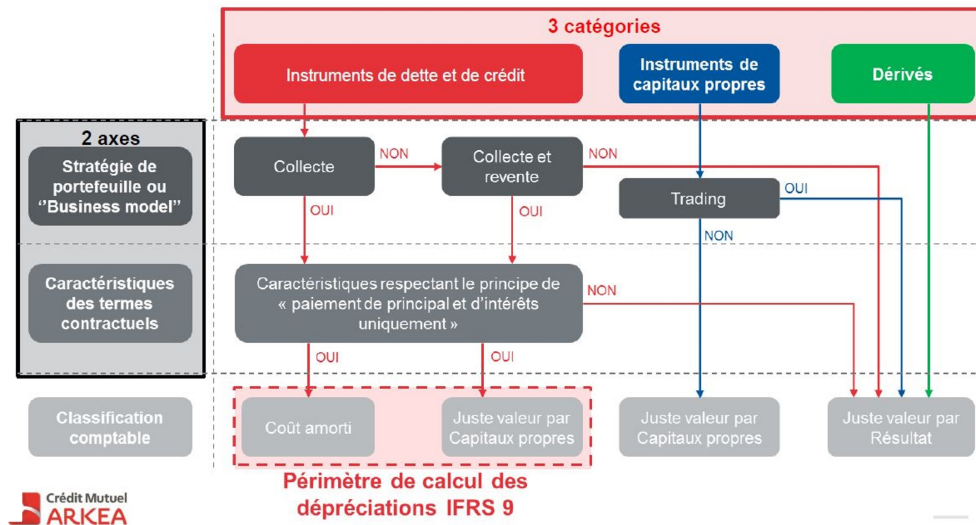 3 catégories
Instruments de dette et de crédit
Instruments de
capitaux propres
Dérivés
2 axes
Stratégie de
portefeuille ou
‘’Business model’’
Collecte
NON
Collecte et
revente
NON
Trading
OUI
OUI
OUI
NON
Caractéristiques
des termes
contractuels
Caractéristiques respectant le principe de
« paiement de principal et d’intérêts
uniquement »
NON
OUI
OUI
Classification
comptable
Coût amorti
Juste valeur par
Capitaux propres
Juste valeur par
Capitaux propres
Juste valeur par
Résultat
Périmètre de calcul des
dépréciations IFRS 9
Crédit Mutuel
ARKEA